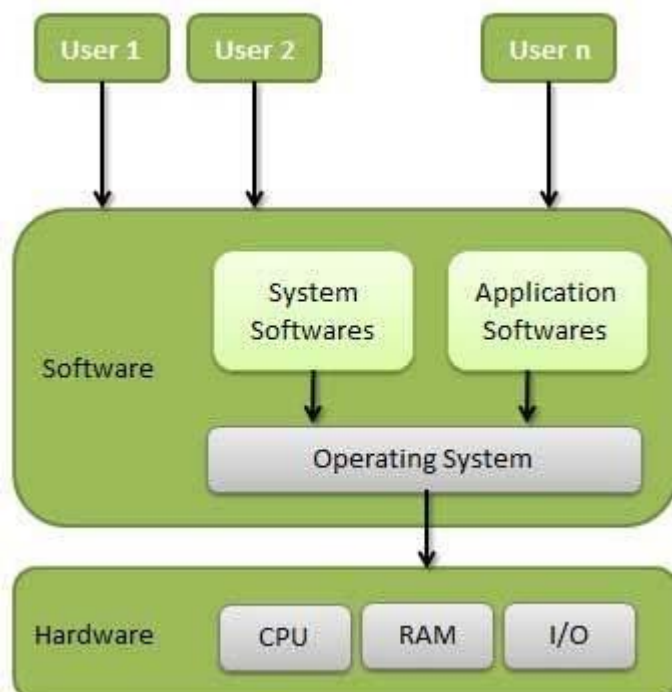 User 1
User 2
User n
System
Softwares
Application
Softwares
Software
Operating System
Hardware
CPU
RAM
I/O